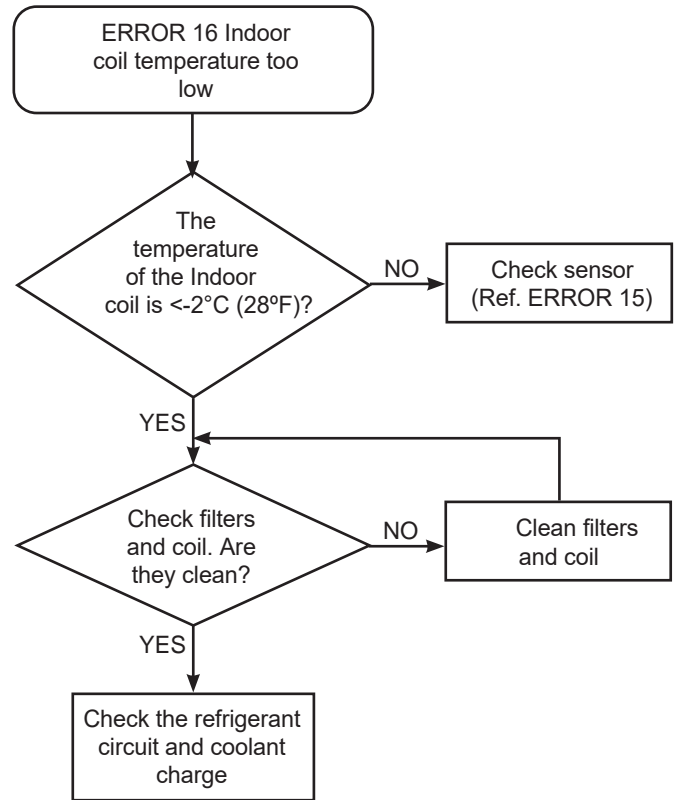 ERROR 16 Indoor
coil temperature too
low
The
temperature
of the Indoor
coil is <-2°C (28ºF)?
NO
Check sensor
(Ref. ERROR 15)
YES
Check filters
and coil. Are
they clean?
NO
Clean filters
and coil
YES
Check the refrigerant
circuit and coolant
charge